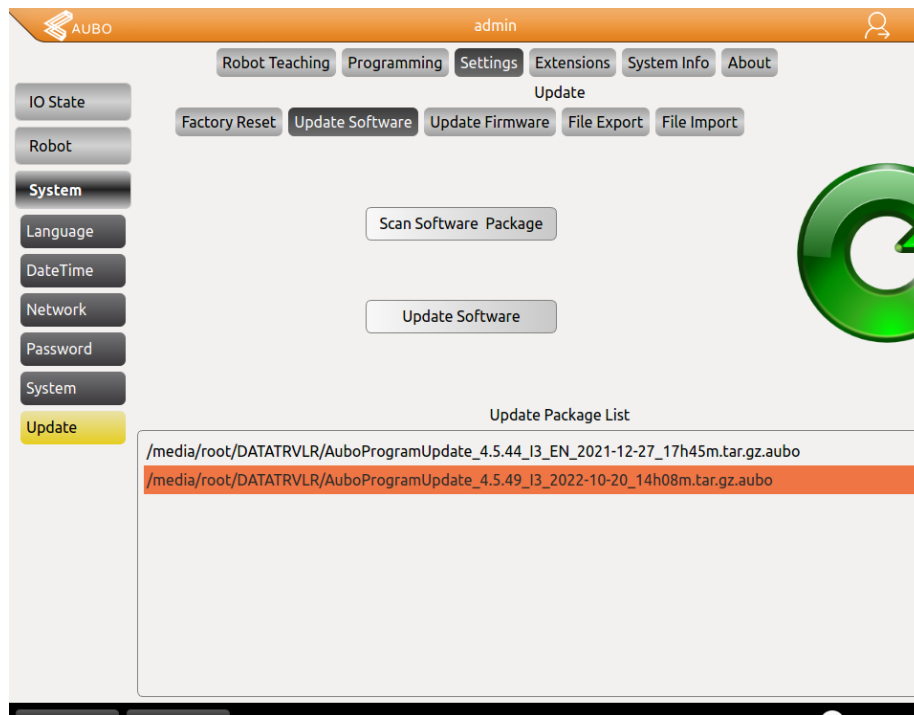 AUBO
admin
Robot Teaching Programming Settings Extensions System Info About
Update
Factory Reset Update Software Update Firmware File Export File Import
IO State
Robot
System
Language
DateTime
Network
Password
System
Update
Scan Software Package
Update Software
Update Package List
/media/root/DATATRVLR/AuboProgramUpdate_4.5.44_I3_EN_2021-12-27_17h45m.tar.gz.aubo
/media/root/DATATRVLR/AuboProgramUpdate_4.5.49_I3_2022-10-20_14h08m.tar.gz.aubo